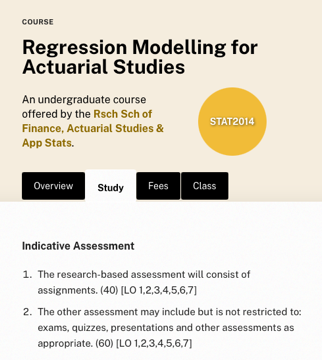 COURSE
Regression Modelling for
Actuarial Studies
An undergraduate course
offered by the Rsch Sch of
Finance, Actuarial Studies &
App Stats.
STAT2014
Overview
Study
Fees
Class
Indicative Assessment
1. The research-based assessment will consist of
assignments. (40) [LO 1,2,3,4,5,6,7]
2. The other assessment may include but is not restricted to:
exams, quizzes, presentations and other assessments as
appropriate. (60) [LO 1,2,3,4,5,6,7]